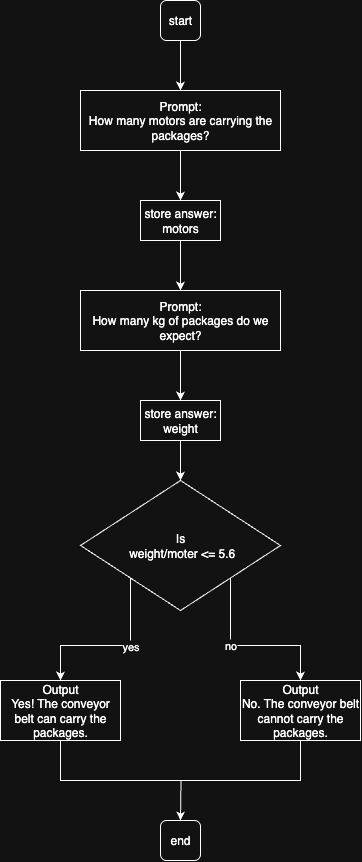 start
Prompt:
How many motors are carrying the
packages?
store answer:
motors
Prompt:
How many kg of packages do we
expect?
store answer:
weight
Is
weight/moter <= 5.6
yes
no
Output
Yes! The conveyor
belt can carry the
packages.
Output
No. The conveyor belt
cannot carry the
packages.
end